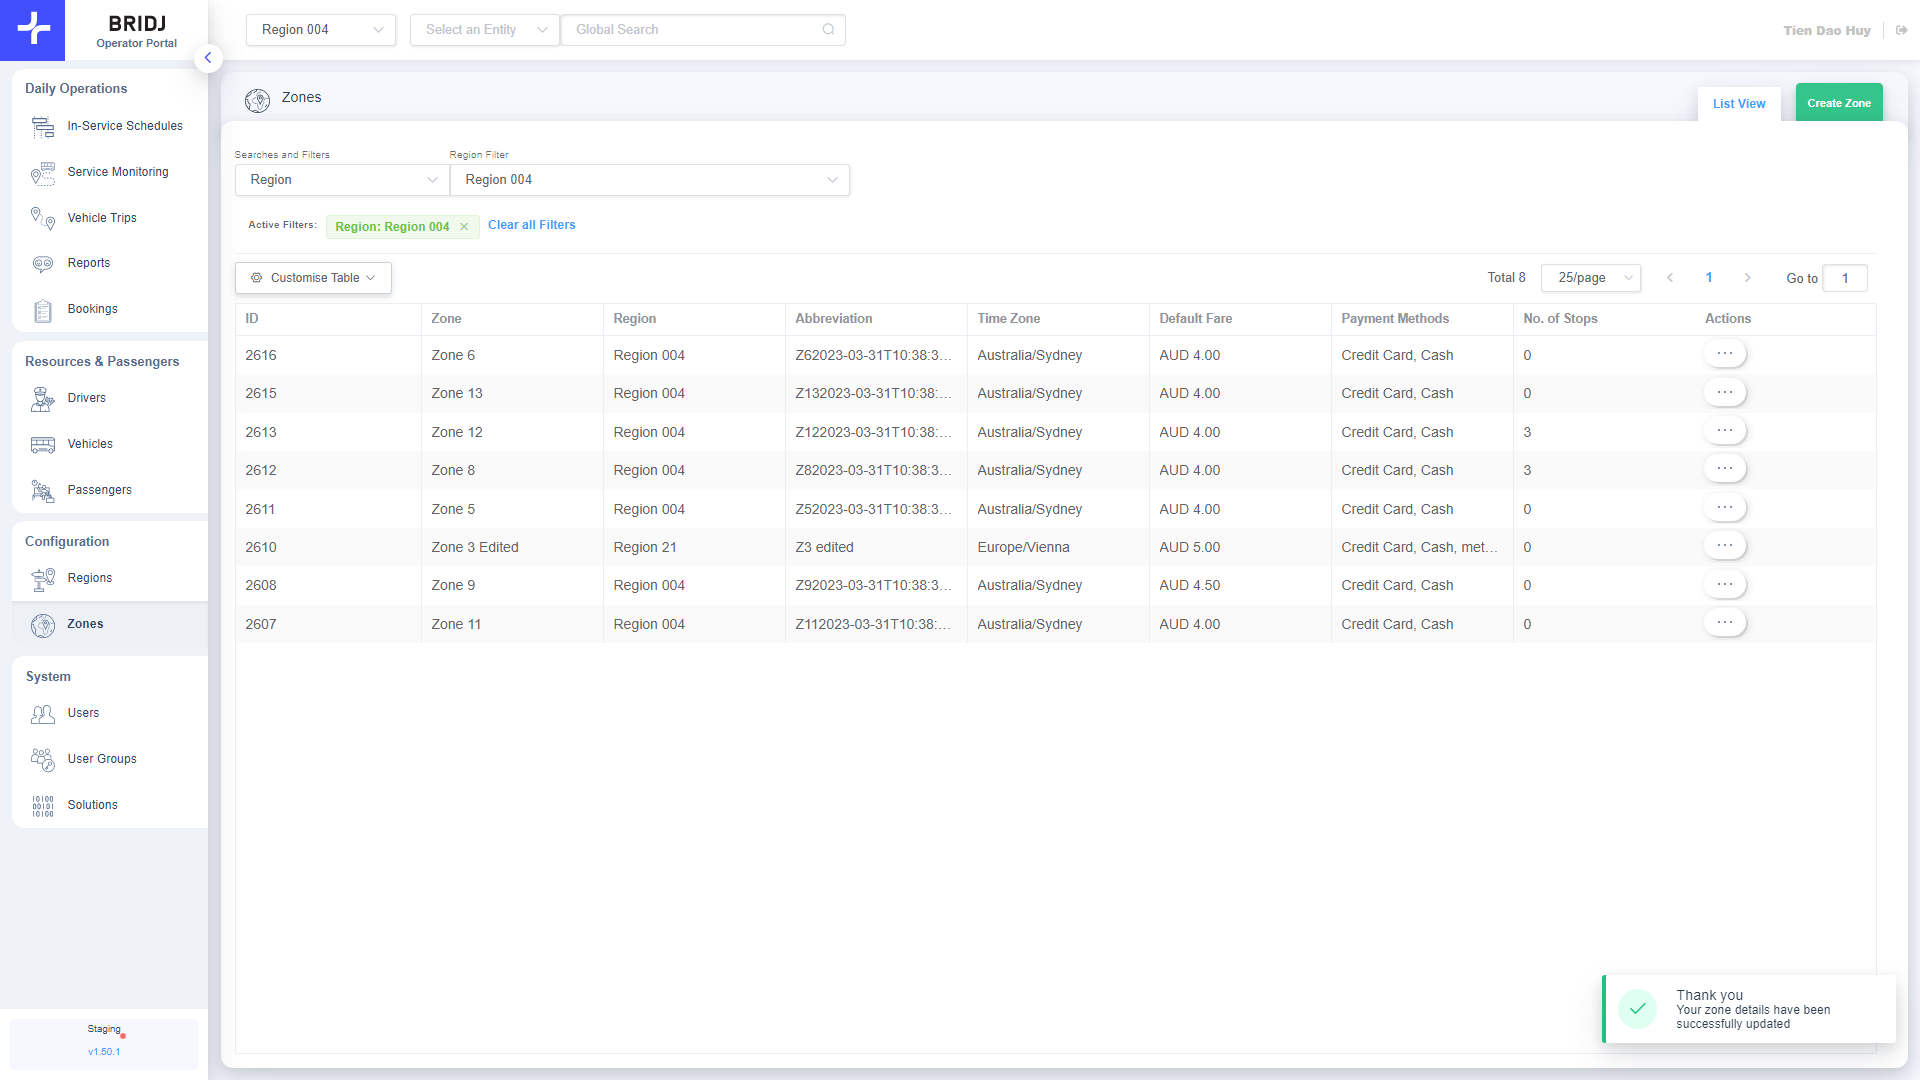 BRIDJ
Operator Portal
Region 004
Select an Entity
Global Search
Tien Dao Huy
Daily Operations
In-Service Schedules
Service Monitoring
Vehicle Trips
Reports
Bookings
Resources & Passengers
Drivers
Vehicles
Passengers
Configuration
Regions
Zones
System
Users
User Groups
Solutions
Staging
v1.50.1
Zones
List View
Create Zone
Searches and Filters
Region Filter
Region
Region 004
Active Filters:
Region: Region 004
Clear all Filters
Customise Table
Total 8
25/page
1
Go to
1
ID Zone Region Abbreviation Time Zone Default Fare Payment Methods No. of Stops Actions
2616 Zone 6 Region 004 Z62023-03-31T10:38:3... Australia/Sydney AUD 4.00 Credit Card, Cash 0 ...
2615 Zone 13 Region 004 Z132023-03-31T10:38:... Australia/Sydney AUD 4.00 Credit Card, Cash 0 ...
2613 Zone 12 Region 004 Z122023-03-31T10:38:... Australia/Sydney AUD 4.00 Credit Card, Cash 3 ...
2612 Zone 8 Region 004 Z82023-03-31T10:38:3... Australia/Sydney AUD 4.00 Credit Card, Cash 3 ...
2611 Zone 5 Region 004 Z52023-03-31T10:38:3... Australia/Sydney AUD 4.00 Credit Card, Cash 0 ...
2610 Zone 3 Edited Region 21 Z3 edited Europe/Vienna AUD 5.00 Credit Card, Cash, met... 0 ...
2608 Zone 9 Region 004 Z92023-03-31T10:38:3... Australia/Sydney AUD 4.50 Credit Card, Cash 0 ...
2607 Zone 11 Region 004 Z112023-03-31T10:38:... Australia/Sydney AUD 4.00 Credit Card, Cash 0 ...
Thank you
Your zone details have been
successfully updated